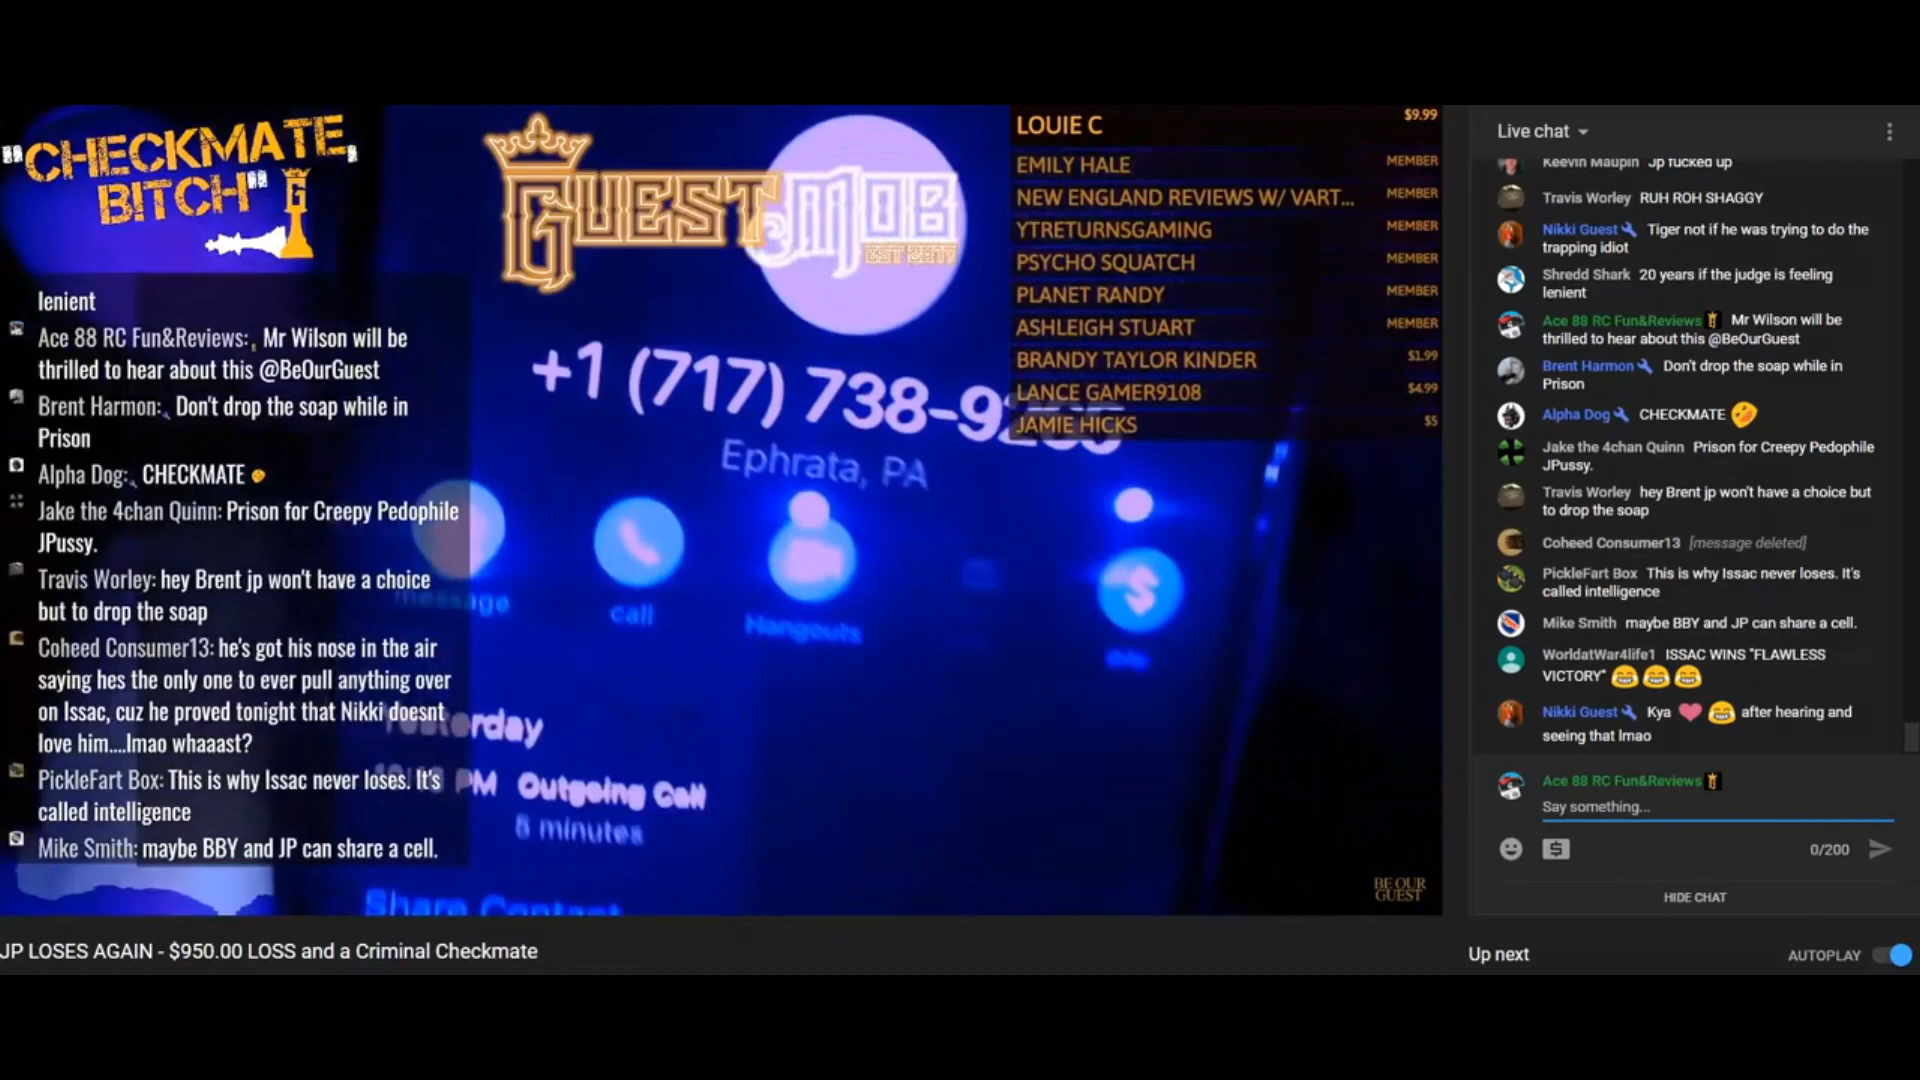 "CHECKMATE,
BITCH"
G
lenient
Ace 88 RC Fun&Reviews: Mr Wilson will be
thrilled to hear about this @BeOurGuest
Brent Harmon: Don't drop the soap while in
Prison
Alpha Dog: CHECKMATE
Jake the 4chan Quinn: Prison for Creepy Pedophile
JPussy.
Travis Worley: hey Brent jp won't have a choice
but to drop the soap
Coheed Consumer13: he's got his nose in the air
saying hes the only one to ever pull anything over
on Issac, cuz he proved tonight that Nikki doesnt
love him....lmao whaaast?
PickleFart Box: This is why Issac never loses. It's
called intelligence
Mike Smith: maybe BBY and JP can share a cell.
GUEST MOB
EST 2017
+1 (717) 738-9
Ephrata, PA
message
call
Hangouts
Yesterday
PM Outgoing Call
8 minutes
Share Contact
LOUIE C $9.99
EMILY HALE MEMBER
NEW ENGLAND REVIEWS W/ VART... MEMBER
YTRETURNSGAMING MEMBER
PSYCHO SQUATCH MEMBER
PLANET RANDY MEMBER
ASHLEIGH STUART MEMBER
BRANDY TAYLOR KINDER $1.99
LANCE GAMER9108 $4.99
JAMIE HICKS $5
BE OUR
GUEST
JP LOSES AGAIN - $950.00 LOSS and a Criminal Checkmate
Live chat
Keevin Maupin Jp fucked up
Travis Worley RUH ROH SHAGGY
Nikki Guest Tiger not if he was trying to do the
trapping idiot
Shredd Shark 20 years if the judge is feeling
lenient
Ace 88 RC Fun&Reviews Mr Wilson will be
thrilled to hear about this @BeOurGuest
Brent Harmon Don't drop the soap while in
Prison
Alpha Dog CHECKMATE
Jake the 4chan Quinn Prison for Creepy Pedophile
JPussy.
Travis Worley hey Brent jp won't have a choice but
to drop the soap
Coheed Consumer13 [message deleted]
PickleFart Box This is why Issac never loses. It's
called intelligence
Mike Smith maybe BBY and JP can share a cell.
WorldatWar4life1 ISSAC WINS "FLAWLESS
VICTORY" 😂😂😂
Nikki Guest Kya ❤️ 😂 after hearing and
seeing that lmao
Ace 88 RC Fun&Reviews
Say something...
0/200
HIDE CHAT
Up next
AUTOPLAY